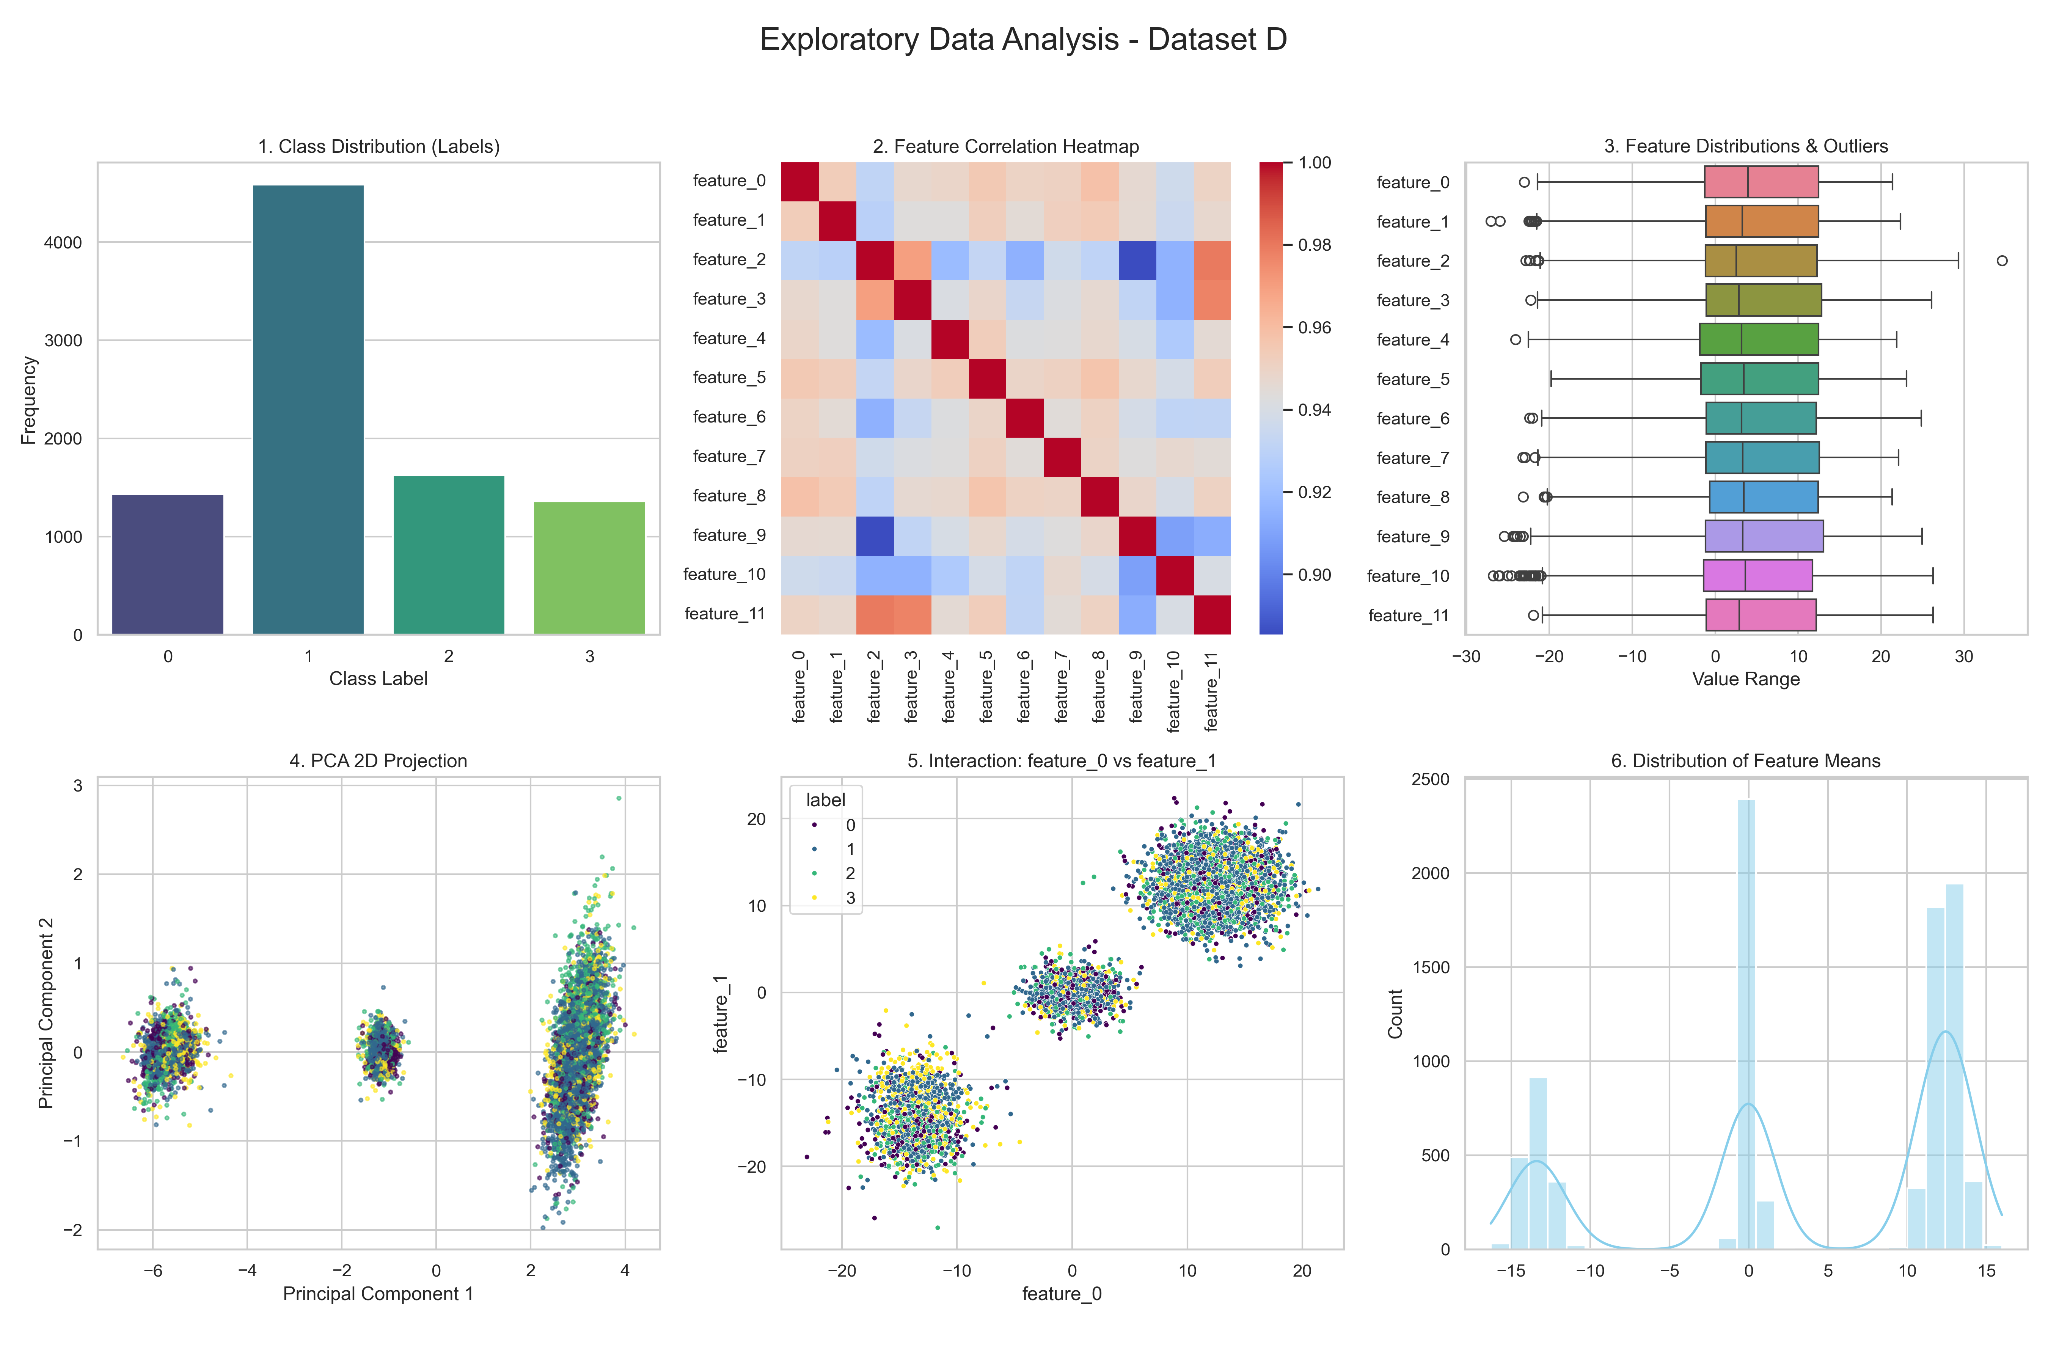 Exploratory Data Analysis - Dataset D
1. Class Distribution (Labels)
Frequency
4000
3000
2000
1000
0
0 1 2 3
Class Label
2. Feature Correlation Heatmap
feature_0
feature_1
feature_2
feature_3
feature_4
feature_5
feature_6
feature_7
feature_8
feature_9
feature_10
feature_11
feature_0 feature_1 feature_2 feature_3 feature_4 feature_5 feature_6 feature_7 feature_8 feature_9 feature_10 feature_11
1.00
0.98
0.96
0.94
0.92
0.90
3. Feature Distributions & Outliers
feature_0
feature_1
feature_2
feature_3
feature_4
feature_5
feature_6
feature_7
feature_8
feature_9
feature_10
feature_11
−30 −20 −10 0 10 20 30
Value Range
4. PCA 2D Projection
Principal Component 2
3
2
1
0
−1
−2
−6 −4 −2 0 2 4
Principal Component 1
5. Interaction: feature_0 vs feature_1
label
0
1
2
3
feature_1
20
10
0
−10
−20
−20 −10 0 10 20
feature_0
6. Distribution of Feature Means
Count
2500
2000
1500
1000
500
0
−15 −10 −5 0 5 10 15